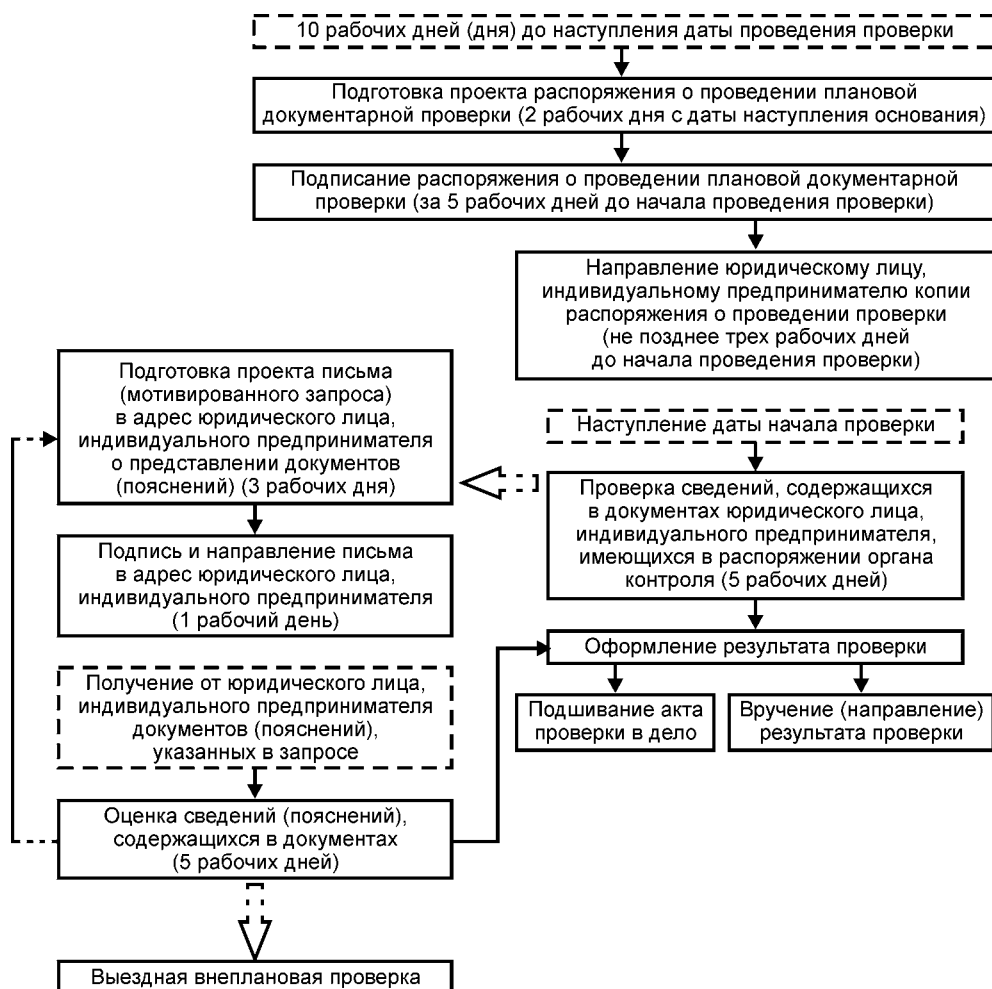 10 рабочих дней (дня) до наступления даты проведения проверки
Подготовка проекта распоряжения о проведении плановой
документарной проверки (2 рабочих дня с даты наступления основания)
Подписание распоряжения о проведении плановой документарной
проверки (за 5 рабочих дней до начала проведения проверки)
Направление юридическому лицу,
индивидуальному предпринимателю копии
распоряжения о проведении проверки
(не позднее трех рабочих дней
до начала проведения проверки)
Подготовка проекта письма
(мотивированного запроса)
в адрес юридического лица,
индивидуального предпринимателя
о представлении документов
(пояснений) (3 рабочих дня)
Наступление даты начала проверки
Проверка сведений, содержащихся
в документах юридического лица,
индивидуального предпринимателя,
имеющихся в распоряжении органа
контроля (5 рабочих дней)
Подпись и направление письма
в адрес юридического лица,
индивидуального предпринимателя
(1 рабочий день)
Оформление результата проверки
Получение от юридического лица,
индивидуального предпринимателя
документов (пояснений),
указанных в запросе
Подшивание акта
проверки в дело
Вручение (направление)
результата проверки
Оценка сведений (пояснений),
содержащихся в документах
(5 рабочих дней)
Выездная внеплановая проверка